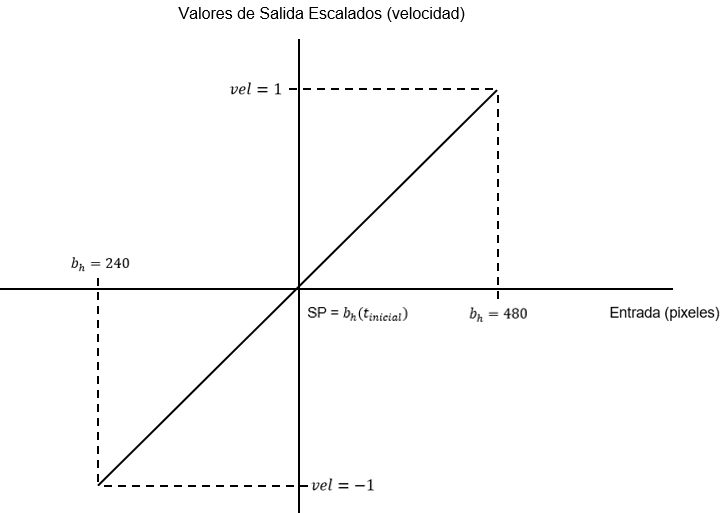 Valores de Salida Escalados (velocidad)
vel = 1
b_h = 240
SP = b_h(t_inicial)
b_h = 480
Entrada (pixeles)
vel = −1